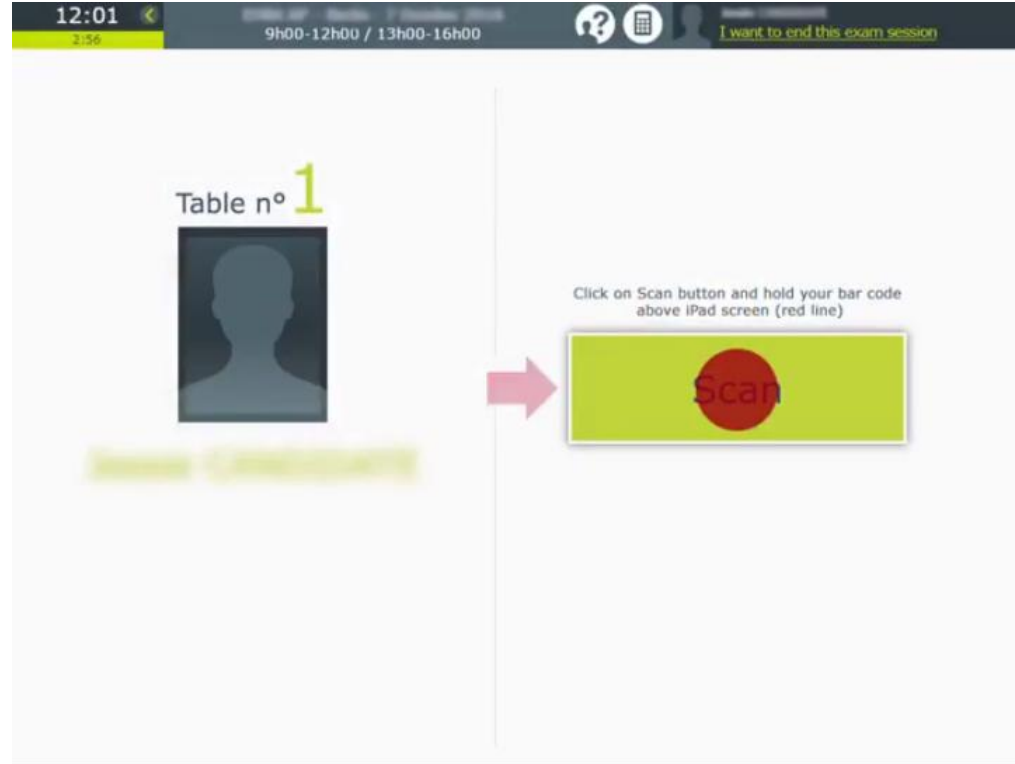 12:01
2:56
9h00-12h00 / 13h00-16h00
I want to end this exam session
Table n° 1
Click on Scan button and hold your bar code
above iPad screen (red line)
Scan